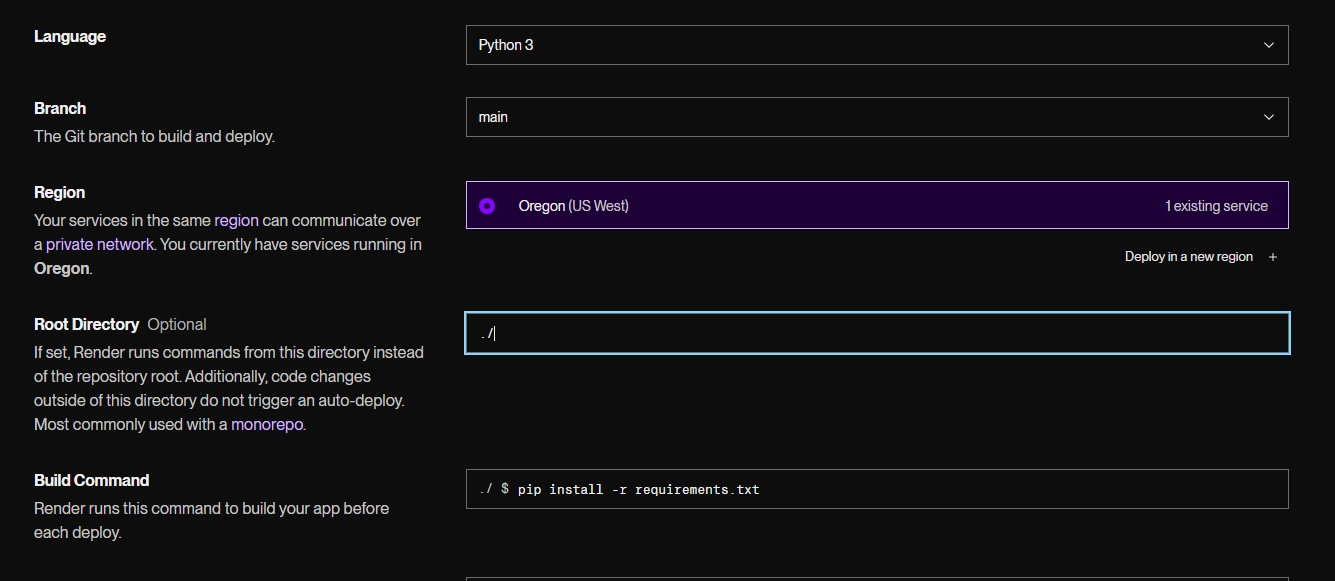 Language
Python 3
Branch
The Git branch to build and deploy.
main
Region
Your services in the same region can communicate over
a private network. You currently have services running in
Oregon.
Oregon (US West)
1 existing service
Deploy in a new region +
Root Directory Optional
If set, Render runs commands from this directory instead
of the repository root. Additionally, code changes
outside of this directory do not trigger an auto-deploy.
Most commonly used with a monorepo.
./
Build Command
Render runs this command to build your app before
each deploy.
./ $ pip install -r requirements.txt